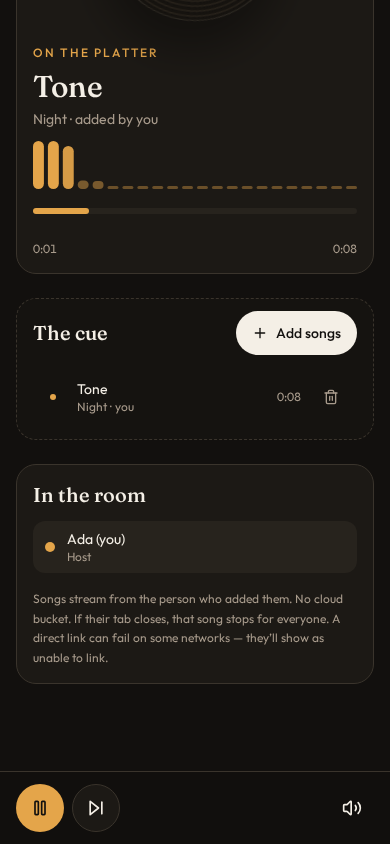 ON THE PLATTER
Tone
Night · added by you
0:01
0:08
The cue
Add songs
Tone
Night · you
0:08
In the room
Ada (you)
Host
Songs stream from the person who added them. No cloud
bucket. If their tab closes, that song stops for everyone. A
direct link can fail on some networks — they'll show as
unable to link.